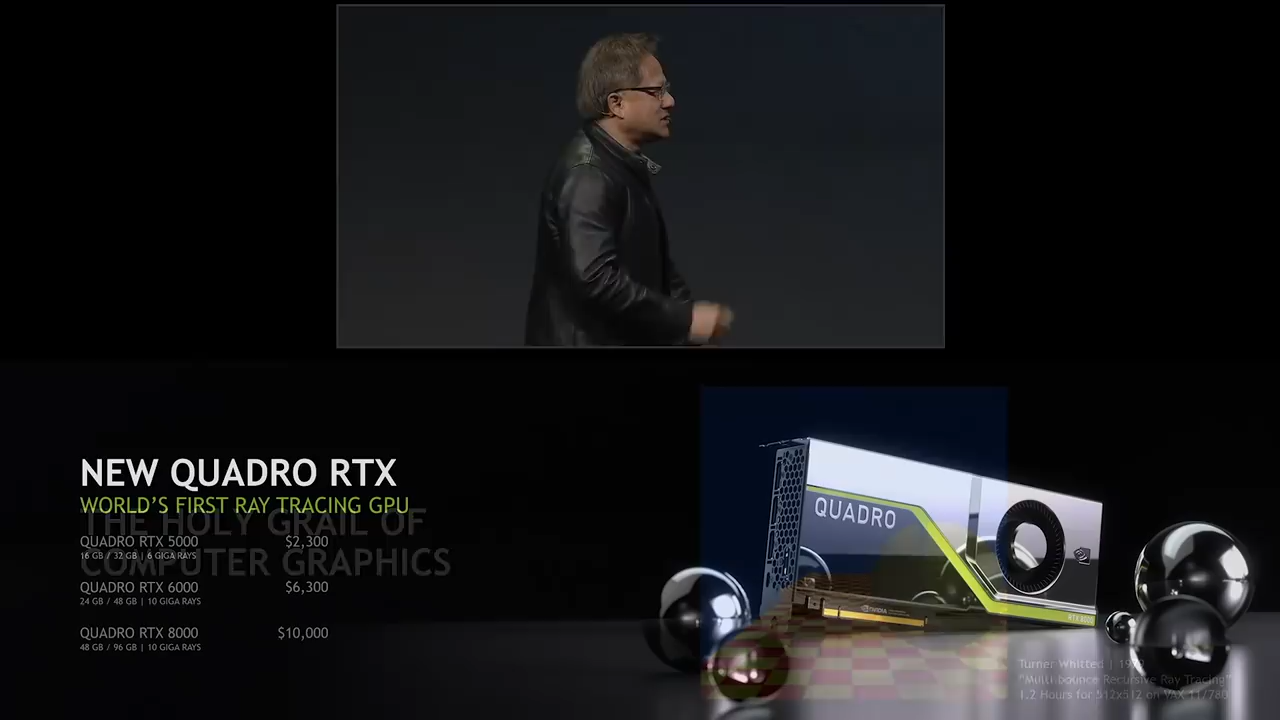 NEW QUADRO RTX
WORLD'S FIRST RAY TRACING GPU
THE HOLY GRAIL OF
COMPUTER GRAPHICS
QUADRO RTX 5000 $2,300
16 GB / 32 GB | 6 GIGA RAYS
QUADRO RTX 6000 $6,300
24 GB / 48 GB | 10 GIGA RAYS
QUADRO RTX 8000 $10,000
48 GB / 96 GB | 10 GIGA RAYS
QUADRO
NVIDIA
Turner Whitted | 1979
"Multi-bounce Recursive Ray Tracing"
1.2 Hours for 512x512 on VAX 11/780